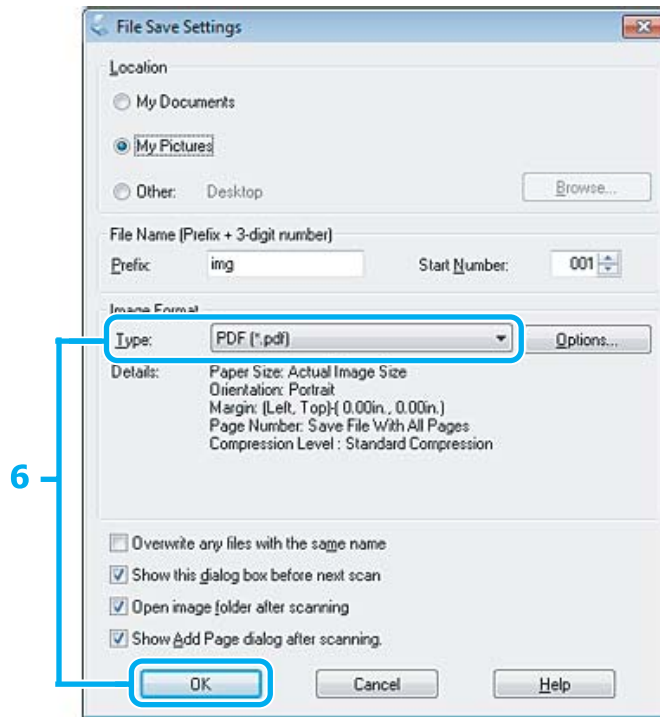 File Save Settings
Location
My Documents
My Pictures
Other: Desktop Browse...
File Name (Prefix + 3-digit number)
Prefix: img Start Number: 001
Image Format
Type: PDF (*.pdf) Options...
Details: Paper Size: Actual Image Size
Orientation: Portrait
Margin: (Left, Top)-( 0.00in., 0.00in.)
Page Number: Save File With All Pages
Compression Level : Standard Compression
6
Overwrite any files with the same name
Show this dialog box before next scan
Open image folder after scanning
Show Add Page dialog after scanning.
OK Cancel Help